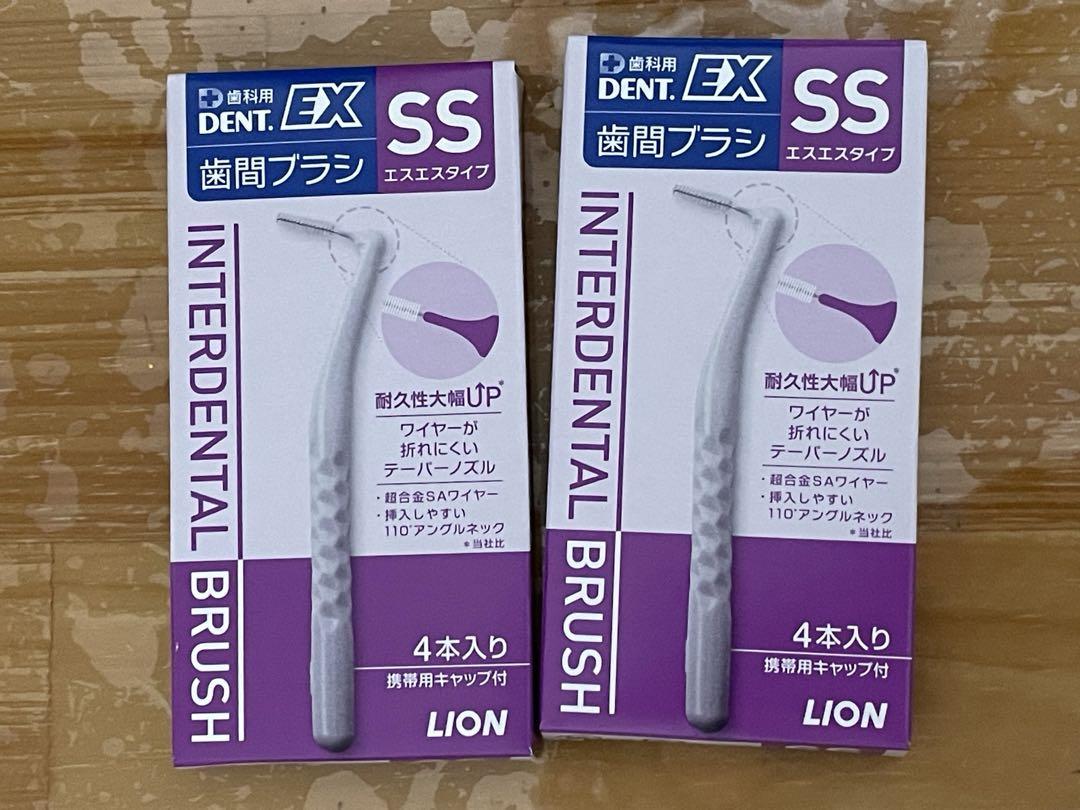 歯科用
DENT. EX
歯間ブラシ
SS
エスエスタイプ
INTERDENTAL BRUSH
耐久性大幅UP*
ワイヤーが
折れにくい
テーパーノズル
・超合金SAワイヤー
・挿入しやすい
110°アングルネック
*当社比
4本入り
携帯用キャップ付
LION
歯科用
DENT. EX
歯間ブラシ
SS
エスエスタイプ
INTERDENTAL BRUSH
耐久性大幅UP*
ワイヤーが
折れにくい
テーパーノズル
・超合金SAワイヤー
・挿入しやすい
110°アングルネック
*当社比
4本入り
携帯用キャップ付
LION